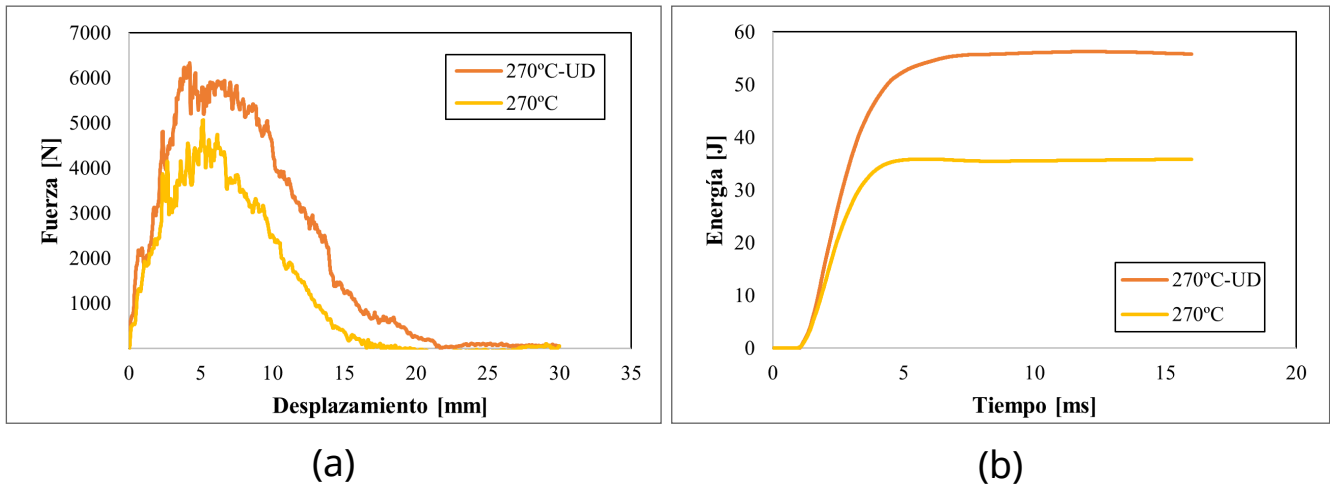 7000
6000
5000
4000
3000
2000
1000
Fuerza [N]
270ºC-UD
270ºC
0 5 10 15 20 25 30 35
Desplazamiento [mm]
(a)
60
50
40
30
20
10
0
Energía [J]
270ºC-UD
270ºC
0 5 10 15 20
Tiempo [ms]
(b)